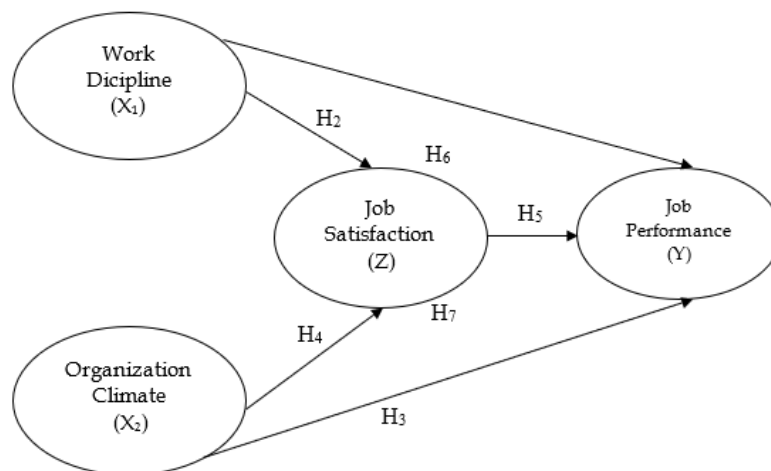 Work
Dicipline
(X₁)
H₂
H₆
Job
Satisfaction
(Z)
H₅
Job
Performance
(Y)
H₄
H₇
Organization
Climate
(X₂)
H₃